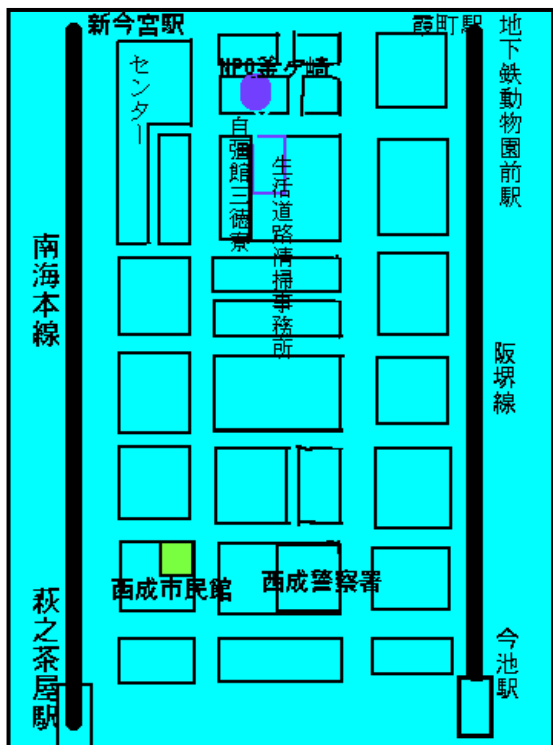 新今宮駅
霞町駅
地下鉄動物園前駅
センター
NPO釜ヶ崎
自彊館三徳寮
生活道路清掃事務所
南海本線
阪堺線
西成市民館
西成警察署
萩之茶屋駅
今池駅